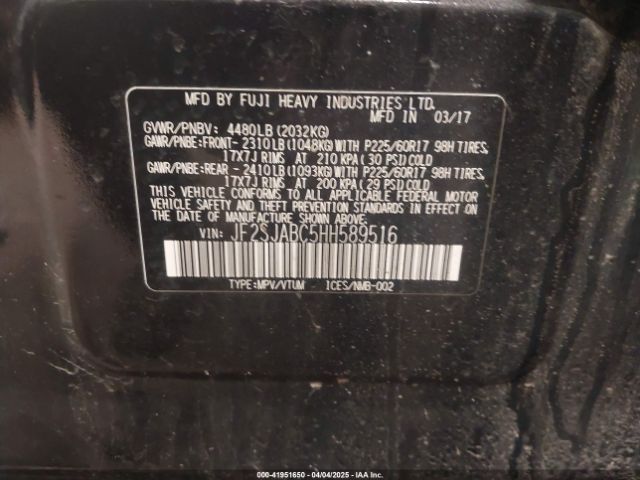 MFD BY FUJI HEAVY INDUSTRIES LTD.
MFD IN 03/17
GVWR/PNBV: 4480LB (2032KG)
GAWR/PNBE:FRONT- 2310LB (1048KG)WITH P225/60R17 98H TIRES,
17X7J RIMS AT 210 KPA (30 PSI)COLD
GAWR/PNBE:REAR - 2410LB (1093KG)WITH P225/60R17 98H TIRES,
17X7J RIMS AT 200 KPA (29 PSI)COLD
THIS VEHICLE CONFORMS TO ALL APPLICABLE FEDERAL MOTOR
VEHICLE SAFETY AND THEFT PREVENTION STANDARDS IN EFFECT
ON THE DATE OF MANUFACTURE SHOWN ABOVE.
VIN: JF2SJABC5HH589516
TYPE:MPV/VTUM ICES/NMB-002
000-41951650 - 04/04/2025 - IAA Inc.